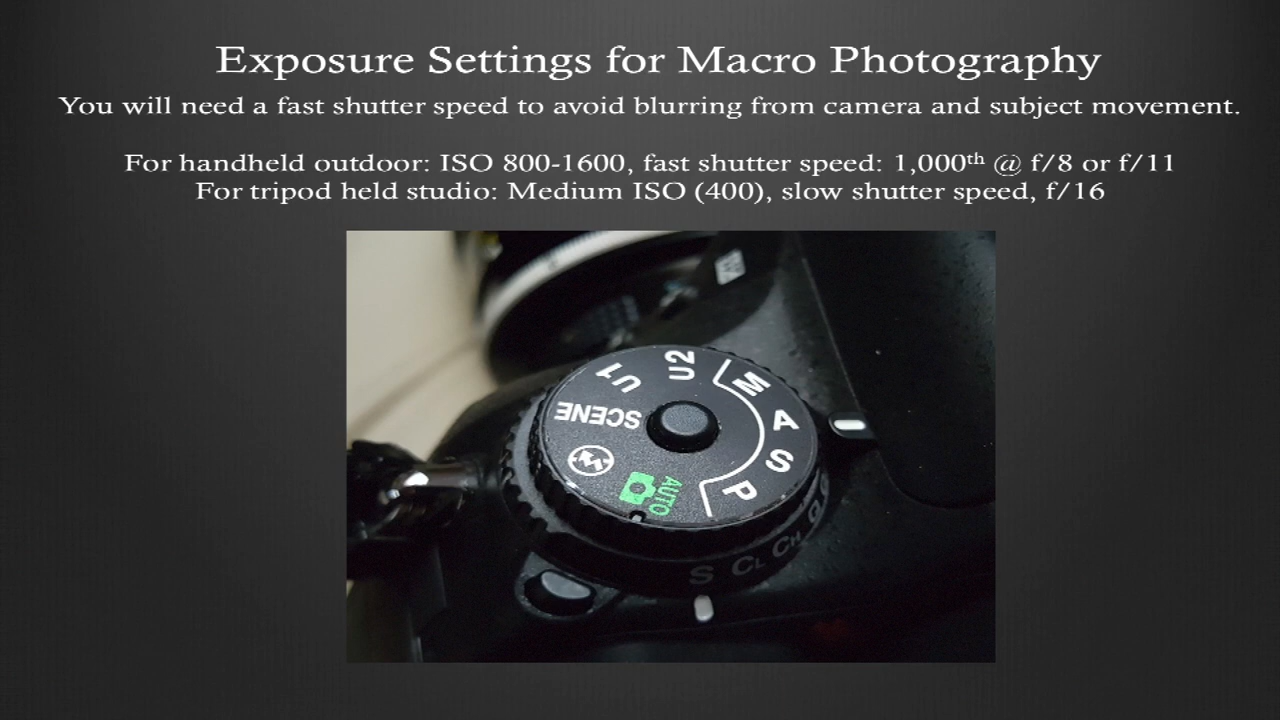 Exposure Settings for Macro Photography
You will need a fast shutter speed to avoid blurring from camera and subject movement.
For handheld outdoor: ISO 800-1600, fast shutter speed: 1,000th @ f/8 or f/11
For tripod held studio: Medium ISO (400), slow shutter speed, f/16
U2
U1
M
SCENE
A
S
P
AUTO
S CL CH